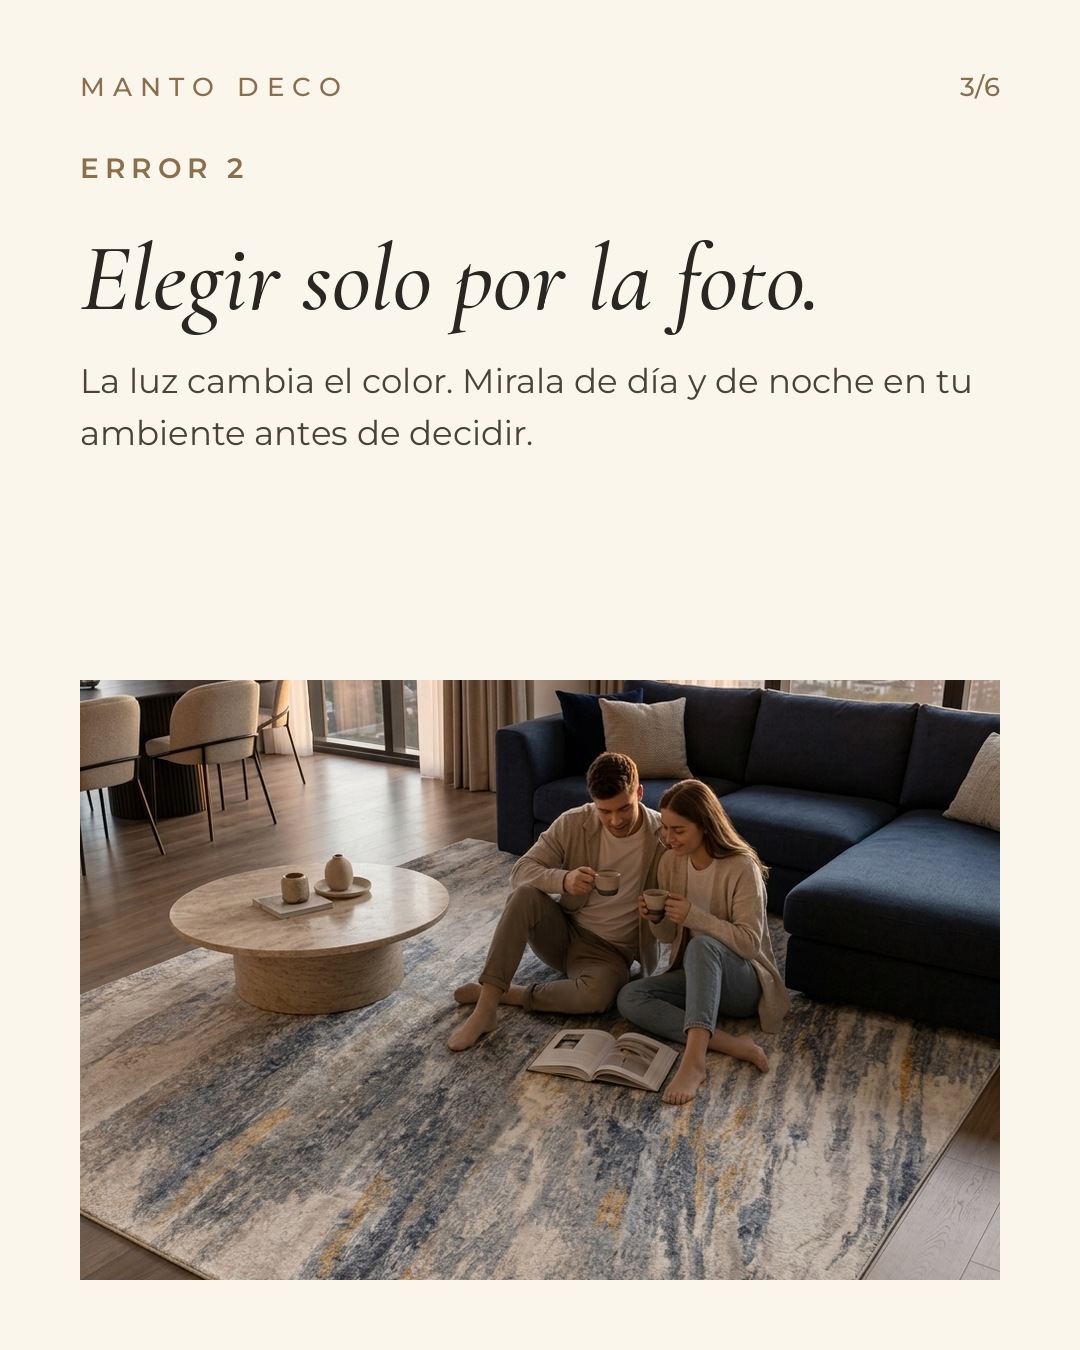 MANTO DECO
3/6
ERROR 2
Elegir solo por la foto.
La luz cambia el color. Mirala de día y de noche en tu
ambiente antes de decidir.